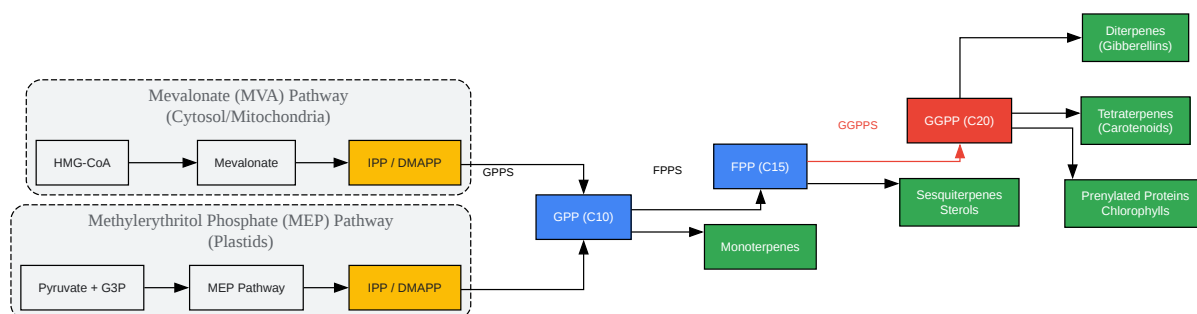 Mevalonate (MVA) Pathway
(Cytosol/Mitochondria)
HMG-CoA
Mevalonate
IPP / DMAPP
Methylerythritol Phosphate (MEP) Pathway
(Plastids)
Pyruvate + G3P
MEP Pathway
IPP / DMAPP
GPPS
GPP (C10)
FPPS
Monoterpenes
FPP (C15)
GGPPS
Sesquiterpenes
Sterols
GGPP (C20)
Diterpenes
(Gibberellins)
Tetraterpenes
(Carotenoids)
Prenylated Proteins
Chlorophylls